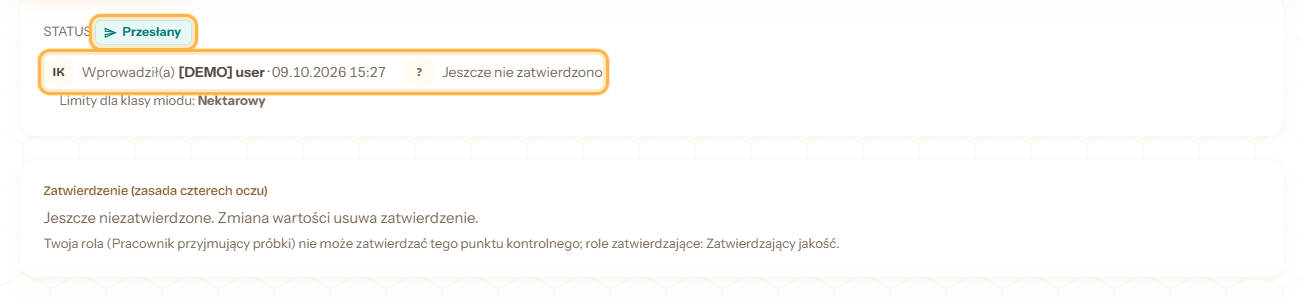 STATUS Przesłany
IK Wprowadził(a) [DEMO] user · 09.10.2026 15:27 ? Jeszcze nie zatwierdzono
Limity dla klasy miodu: Nektarowy
Zatwierdzenie (zasada czterech oczu)
Jeszcze niezatwierdzone. Zmiana wartości usuwa zatwierdzenie.
Twoja rola (Pracownik przyjmujący próbki) nie może zatwierdzać tego punktu kontrolnego; role zatwierdzające: Zatwierdzający jakość.